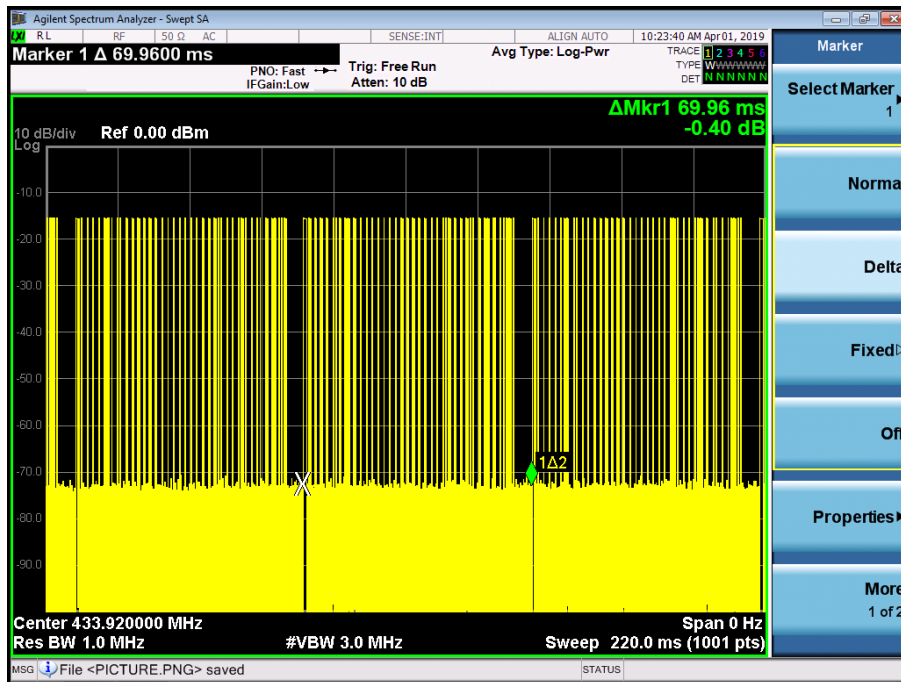 Agilent Spectrum Analyzer - Swept SA
LXI RL RF 50 Ω AC SENSE:INT ALIGN AUTO 10:23:40 AM Apr 01, 2019
Marker 1 Δ 69.9600 ms
PNO: Fast
IFGain:Low
Trig: Free Run
Atten: 10 dB
Avg Type: Log-Pwr
TRACE 1 2 3 4 5 6
TYPE WWWWWWW
DET N N N N N N
ΔMkr1 69.96 ms
-0.40 dB
10 dB/div Ref 0.00 dBm
Log
-10.0
-20.0
-30.0
-40.0
-50.0
-60.0
-70.0
-80.0
-90.0
1Δ2
X
Center 433.920000 MHz Span 0 Hz
Res BW 1.0 MHz #VBW 3.0 MHz Sweep 220.0 ms (1001 pts)
MSG File <PICTURE.PNG> saved STATUS
Marker
Select Marker
1
Norma
Delta
Fixed
Off
Properties
More
1 of 2